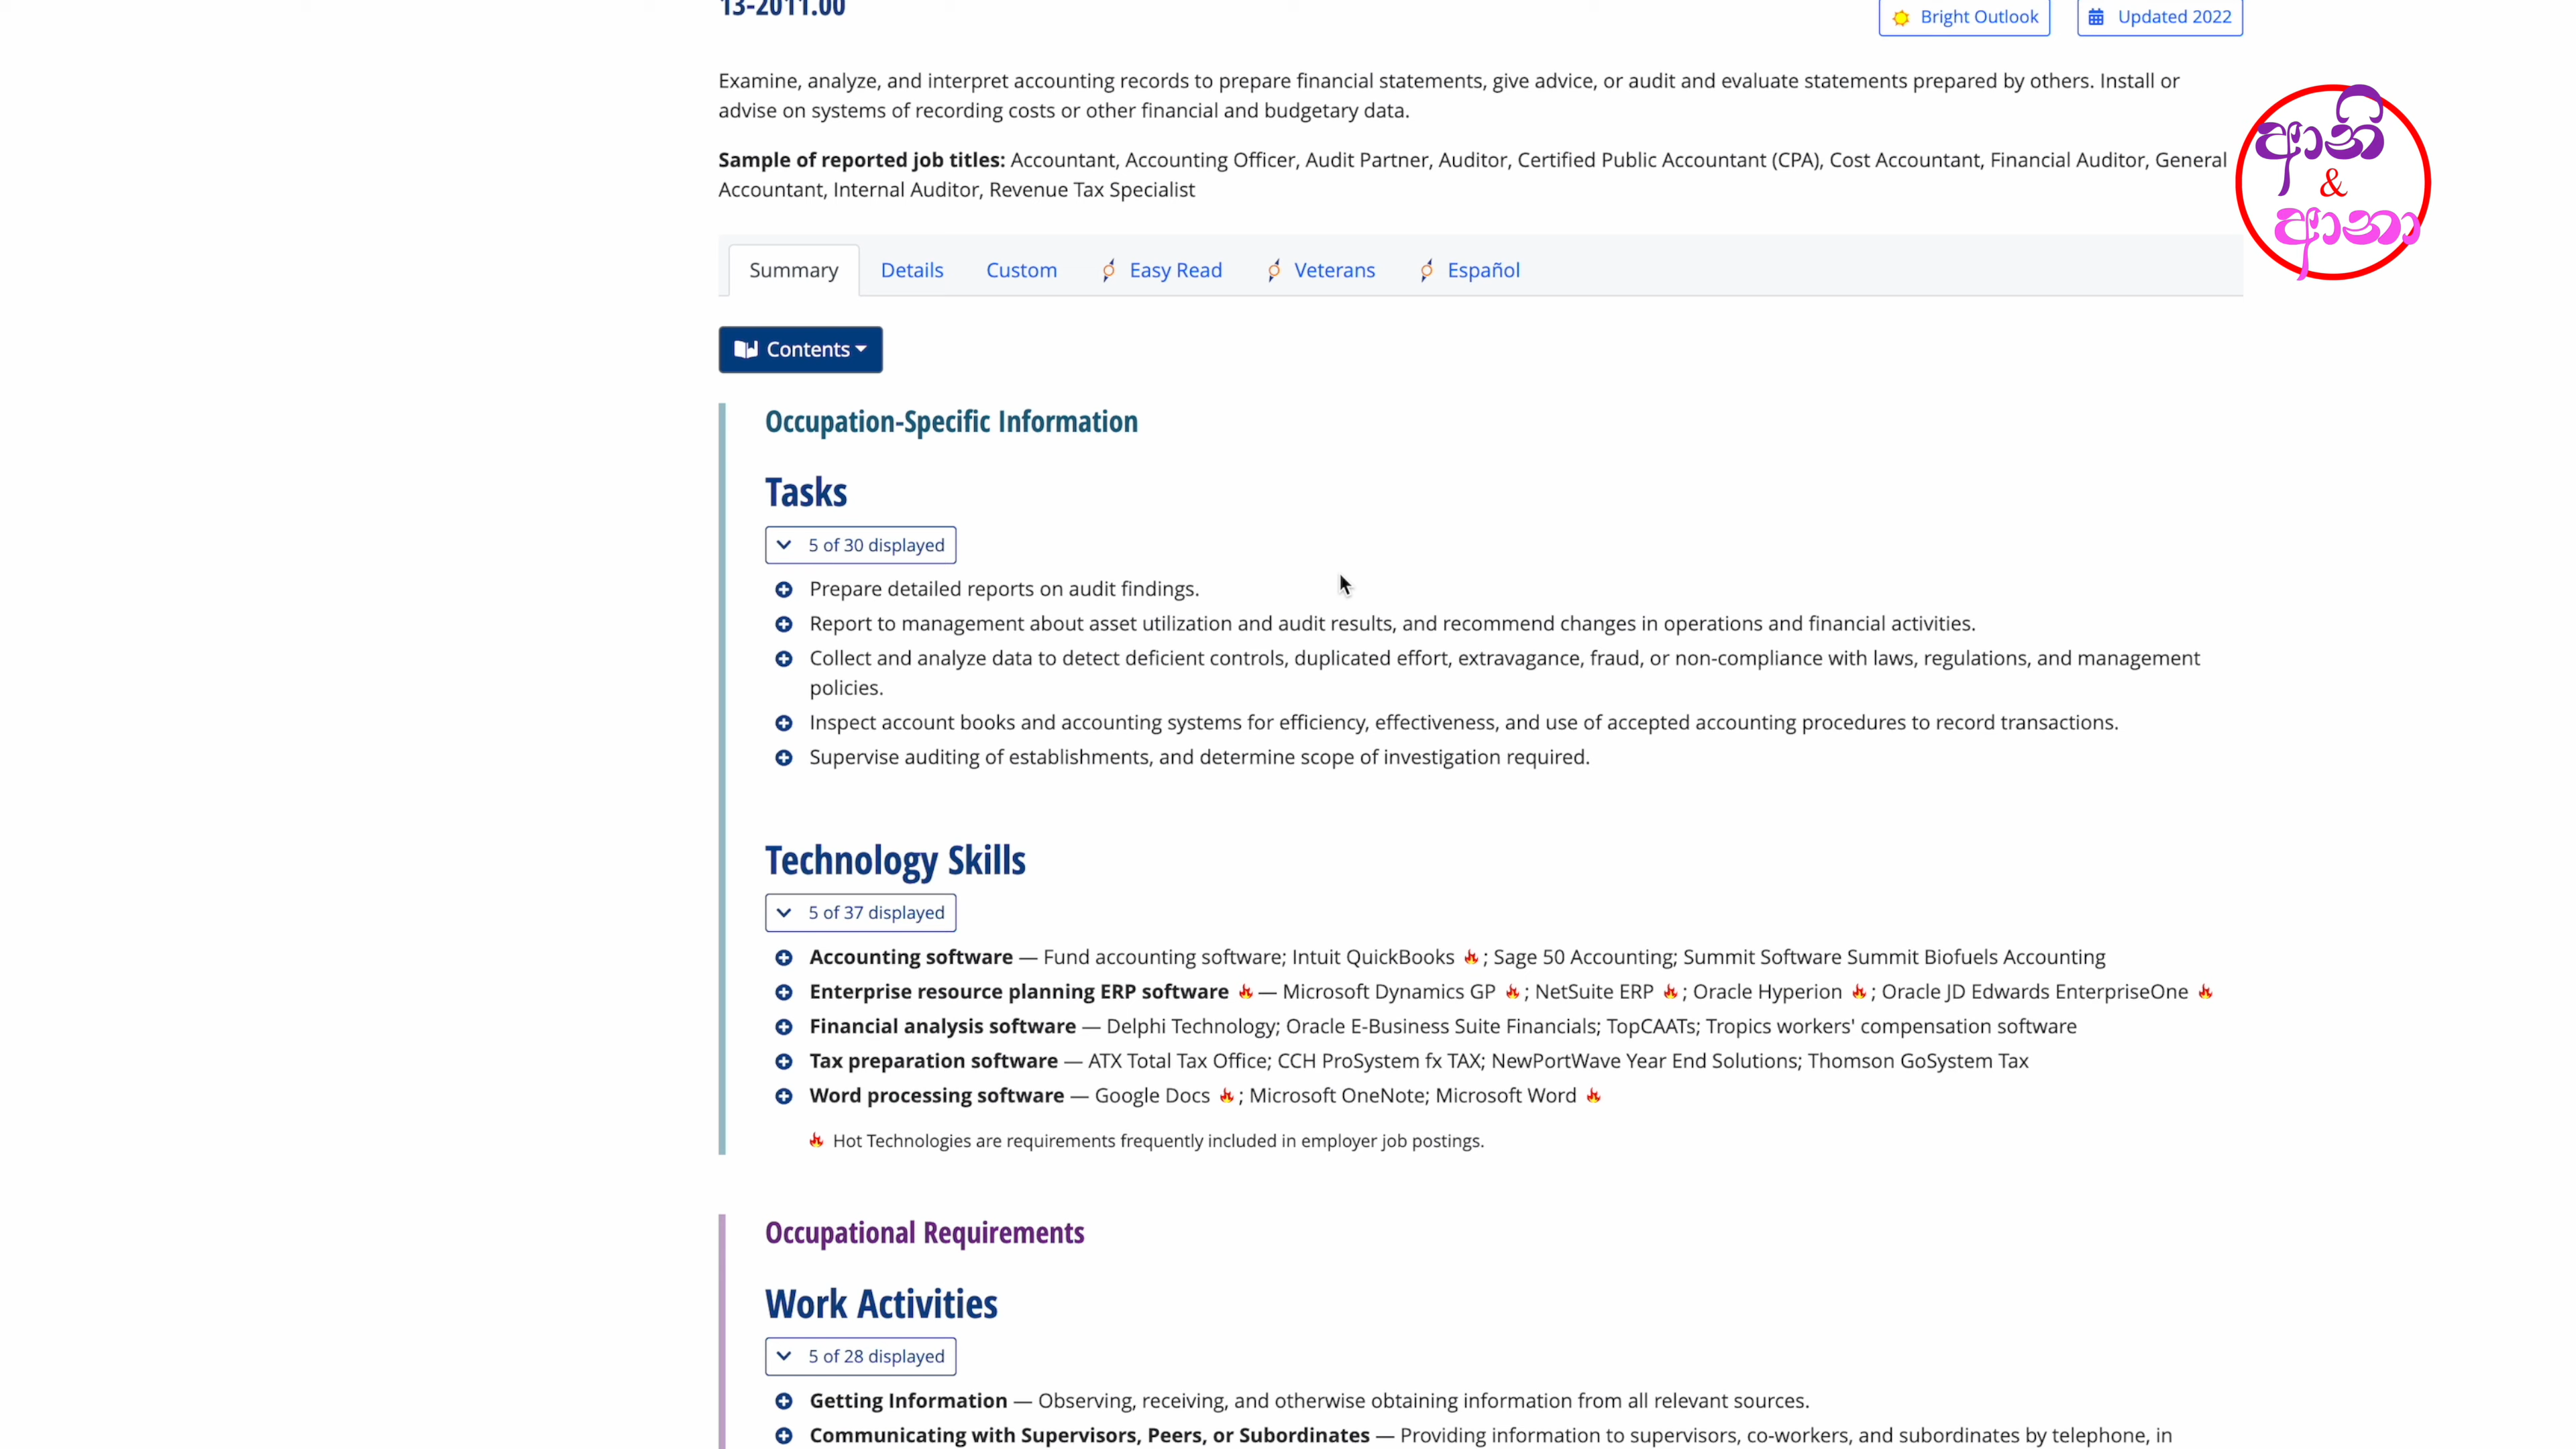 13-2011.00
Bright Outlook
Updated 2022
Examine, analyze, and interpret accounting records to prepare financial statements, give advice, or audit and evaluate statements prepared by others. Install or
advise on systems of recording costs or other financial and budgetary data.
Sample of reported job titles: Accountant, Accounting Officer, Audit Partner, Auditor, Certified Public Accountant (CPA), Cost Accountant, Financial Auditor, General
Accountant, Internal Auditor, Revenue Tax Specialist
&
Summary Details Custom Easy Read Veterans Español
Contents
Occupation-Specific Information
Tasks
5 of 30 displayed
Prepare detailed reports on audit findings.
Report to management about asset utilization and audit results, and recommend changes in operations and financial activities.
Collect and analyze data to detect deficient controls, duplicated effort, extravagance, fraud, or non-compliance with laws, regulations, and management
policies.
Inspect account books and accounting systems for efficiency, effectiveness, and use of accepted accounting procedures to record transactions.
Supervise auditing of establishments, and determine scope of investigation required.
Technology Skills
5 of 37 displayed
Accounting software — Fund accounting software; Intuit QuickBooks 🔥; Sage 50 Accounting; Summit Software Summit Biofuels Accounting
Enterprise resource planning ERP software 🔥 — Microsoft Dynamics GP 🔥; NetSuite ERP 🔥; Oracle Hyperion 🔥; Oracle JD Edwards EnterpriseOne 🔥
Financial analysis software — Delphi Technology; Oracle E-Business Suite Financials; TopCAATs; Tropics workers' compensation software
Tax preparation software — ATX Total Tax Office; CCH ProSystem fx TAX; NewPortWave Year End Solutions; Thomson GoSystem Tax
Word processing software — Google Docs 🔥; Microsoft OneNote; Microsoft Word 🔥
🔥 Hot Technologies are requirements frequently included in employer job postings.
Occupational Requirements
Work Activities
5 of 28 displayed
Getting Information — Observing, receiving, and otherwise obtaining information from all relevant sources.
Communicating with Supervisors, Peers, or Subordinates — Providing information to supervisors, co-workers, and subordinates by telephone, in